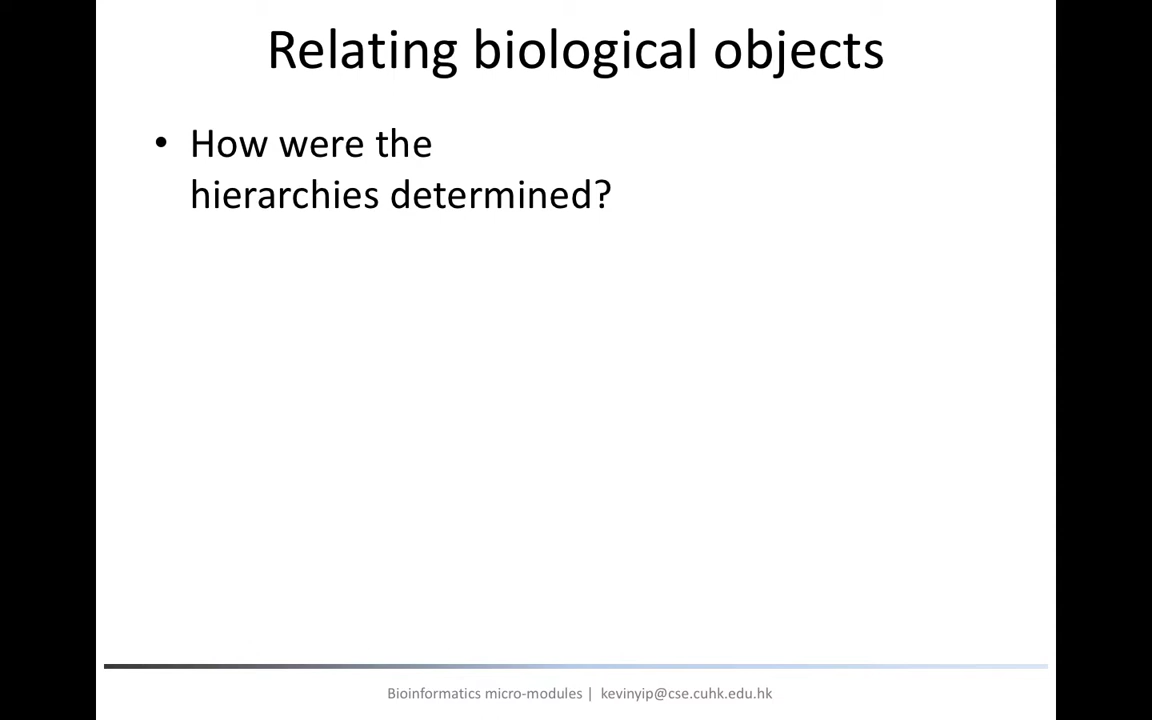 Relating biological objects
• How were the
hierarchies determined?
Bioinformatics micro-modules | kevinyip@cse.cuhk.edu.hk